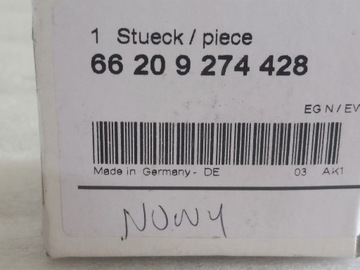 1 Stueck / piece
66 20 9 274 428
EG N / EV
Made in Germany - DE 03 AK1
NOWY